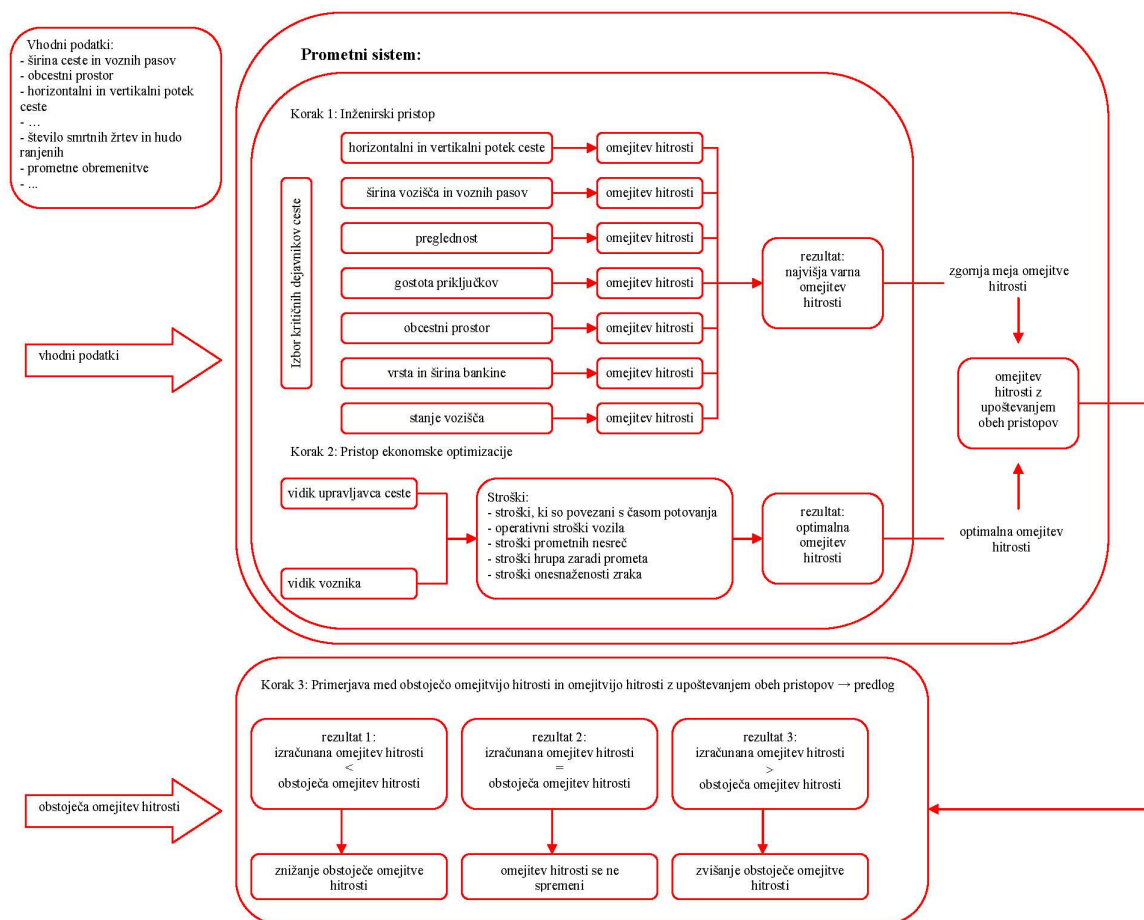 Vhodni podatki:
- širina ceste in voznih pasov
- obcestni prostor
- horizontalni in vertikalni potek
ceste
- ...
- število smrtnih žrtev in hudo
ranjenih
- prometne obremenitve
- ...
Prometni sistem:
Korak 1: Inženirski pristop
Izbor kritičnih dejavnikov ceste
horizontalni in vertikalni potek ceste
omejitev hitrosti
širina vozišča in voznih pasov
omejitev hitrosti
preglednost
omejitev hitrosti
gostota priključkov
omejitev hitrosti
obcestni prostor
omejitev hitrosti
vrsta in širina bankine
omejitev hitrosti
stanje vozišča
omejitev hitrosti
rezultat:
najvišja varna
omejitev
hitrosti
zgornja meja omejitve
hitrosti
vhodni podatki
omejitev
hitrosti z
upoštevanjem
obeh pristopov
Korak 2: Pristop ekonomske optimizacije
vidik upravljavca ceste
vidik voznika
Stroški:
- stroški, ki so povezani s časom potovanja
- operativni stroški vozila
- stroški prometnih nesreč
- stroški hrupa zaradi prometa
- stroški onesnaženosti zraka
rezultat:
optimalna
omejitev
hitrosti
optimalna omejitev
hitrosti
Korak 3: Primerjava med obstoječo omejitvijo hitrosti in omejitvijo hitrosti z upoštevanjem obeh pristopov → predlog
rezultat 1:
izračunana omejitev hitrosti
<
obstoječa omejitev hitrosti
rezultat 2:
izračunana omejitev hitrosti
=
obstoječa omejitev hitrosti
rezultat 3:
izračunana omejitev hitrosti
>
obstoječa omejitev hitrosti
obstoječa omejitev hitrosti
znižanje obstoječe omejitve
hitrosti
omejitev hitrosti se ne
spremeni
zvišanje obstoječe omejitve
hitrosti